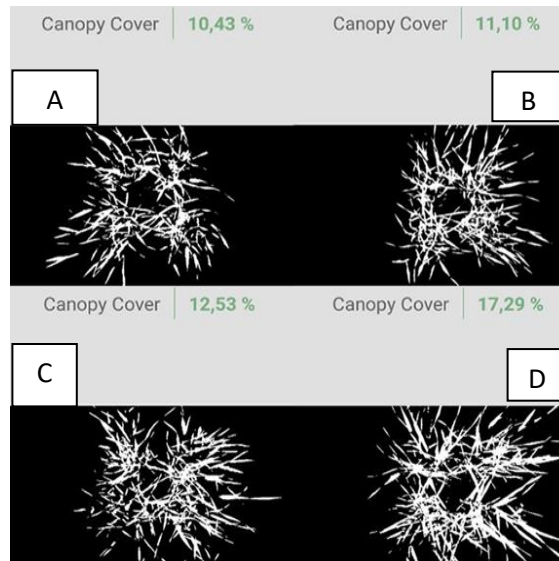 Canopy Cover 10,43 %
Canopy Cover 11,10 %
A
B
Canopy Cover 12,53 %
Canopy Cover 17,29 %
C
D